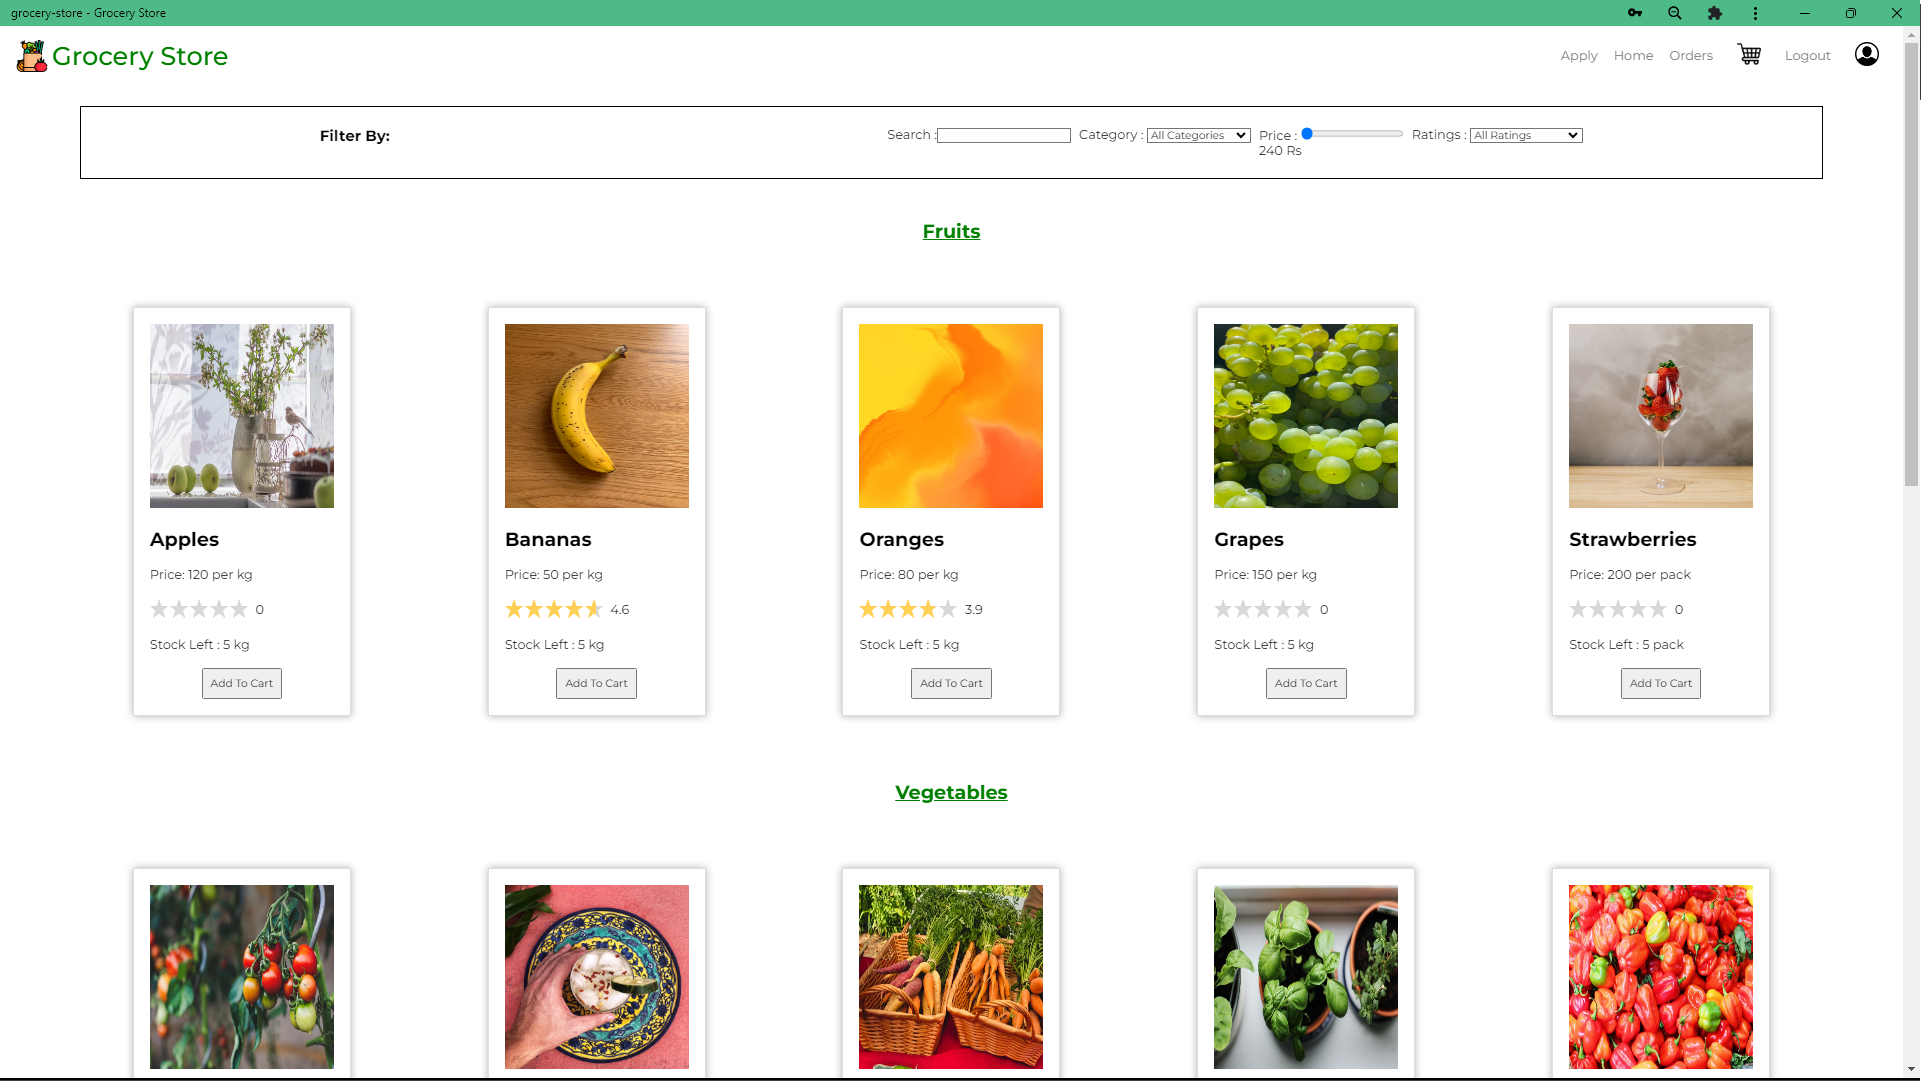 grocery-store - Grocery Store
Grocery Store
Apply Home Orders Logout
Filter By:
Search : Category : All Categories Price : Ratings : All Ratings
240 Rs
Fruits
Apples Bananas Oranges Grapes Strawberries
Price: 120 per kg Price: 50 per kg Price: 80 per kg Price: 150 per kg Price: 200 per pack
0 4.6 3.9 0 0
Stock Left : 5 kg Stock Left : 5 kg Stock Left : 5 kg Stock Left : 5 kg Stock Left : 5 pack
Add To Cart Add To Cart Add To Cart Add To Cart Add To Cart
Vegetables